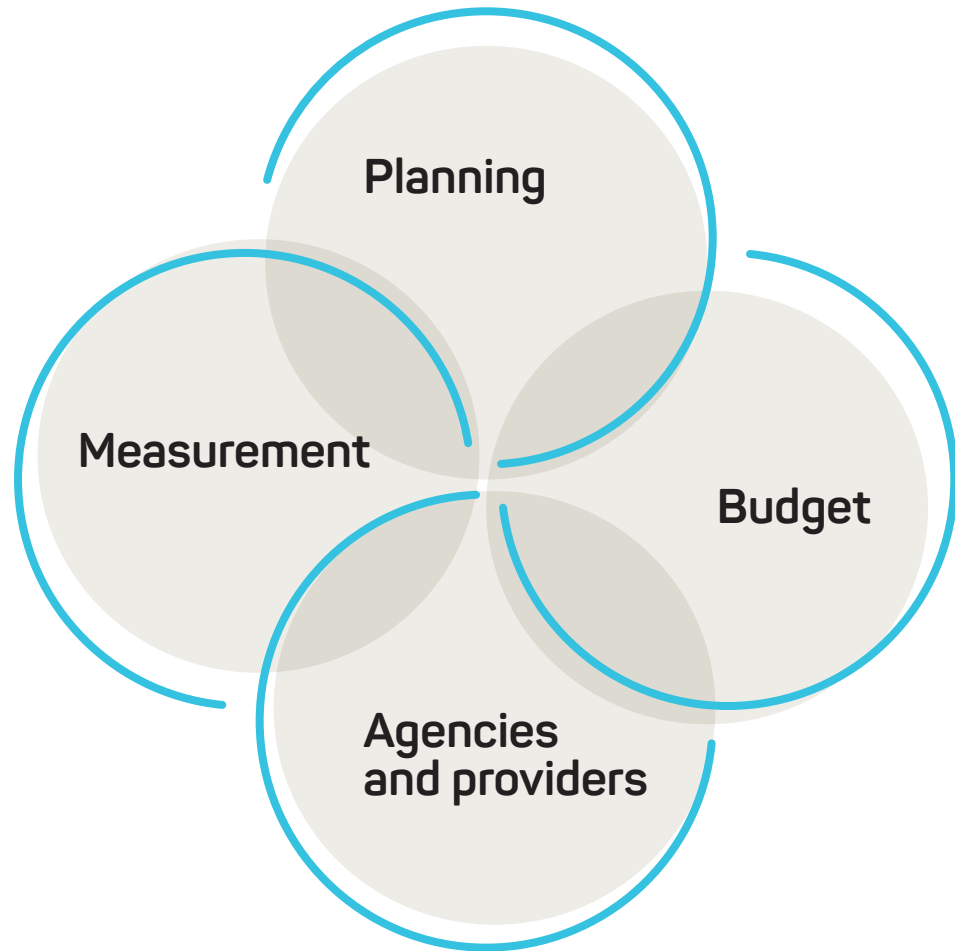 Planning
Measurement
Budget
Agencies
and providers